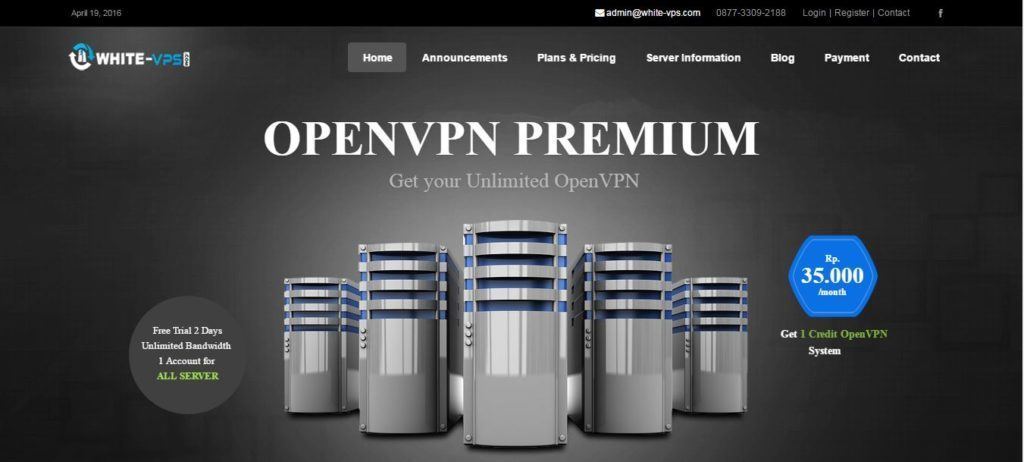 April 19, 2016
admin@white-vps.com 0877-3309-2188 Login | Register | Contact f
WHITE-VPS
Home Announcements Plans & Pricing Server Information Blog Payment Contact
OPENVPN PREMIUM
Get your Unlimited OpenVPN
Rp.
35.000
/month
Get 1 Credit OpenVPN
System
Free Trial 2 Days
Unlimited Bandwidth
1 Account for
ALL SERVER